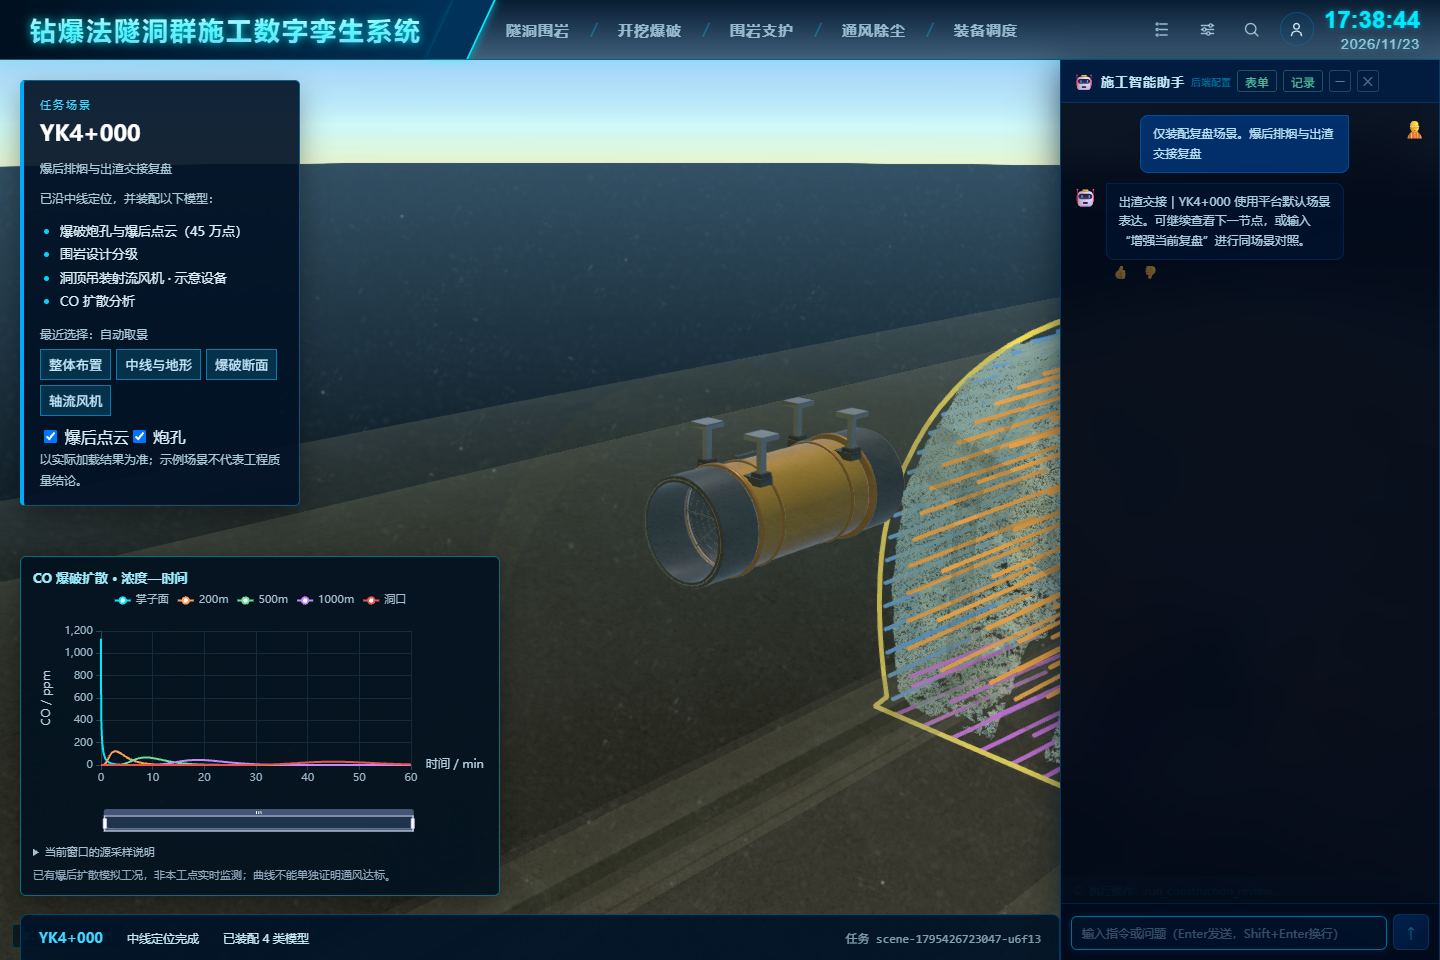 钻爆法隧洞群施工数字孪生系统
隧洞围岩 / 开挖爆破 / 围岩支护 / 通风除尘 / 装备调度
17:38:44
2026/11/23
任务场景
YK4+000
爆后排烟与出渣交接复盘
已沿中线定位，并装配以下模型：
爆破炮孔与爆后点云（45 万点）
围岩设计分级
洞顶吊装射流风机 · 示意设备
CO 扩散分析
最近选择：自动取景
整体布置 中线与地形 爆破断面
轴流风机
爆后点云 炮孔
以实际加载结果为准；示例场景不代表工程质
量结论。
CO 爆破扩散 • 浓度—时间
掌子面 200m 500m 1000m 洞口
1,200
1,000
800
600
400
200
0
CO / ppm
0 10 20 30 40 50 60
时间 / min
当前窗口的源采样说明
已有爆后扩散模拟工况，非本工点实时监测；曲线不能单独证明通风达标。
YK4+000 中线定位完成 已装配 4 类模型
任务 scene-1795426723047-u6f13
施工智能助手 后端配置 表单 记录
仅装配复盘场景。爆后排烟与出渣
交接复盘
出渣交接 | YK4+000 使用平台默认场景
表达。可继续查看下一节点，或输入
“增强当前复盘”进行同场景对照。
输入指令或问题（Enter发送，Shift+Enter换行）